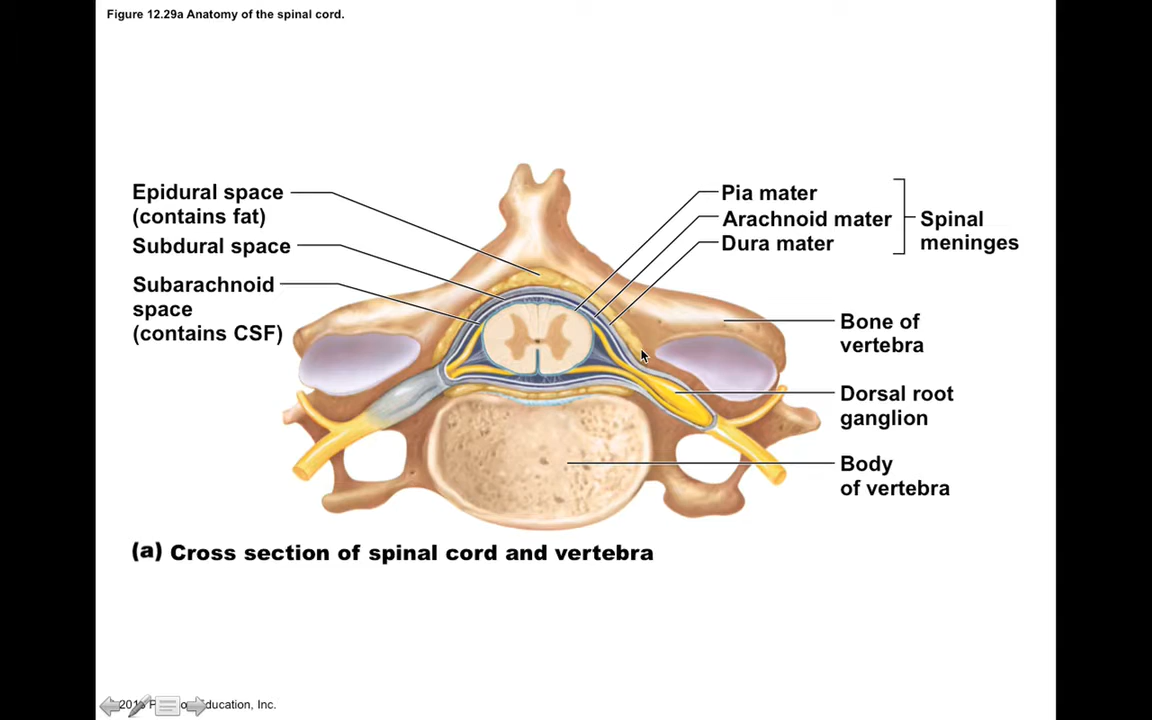 Figure 12.29a Anatomy of the spinal cord.
Epidural space
(contains fat)
Subdural space
Subarachnoid
space
(contains CSF)
Pia mater
Arachnoid mater
Dura mater
Spinal
meninges
Bone of
vertebra
Dorsal root
ganglion
Body
of vertebra
(a) Cross section of spinal cord and vertebra
Inc.